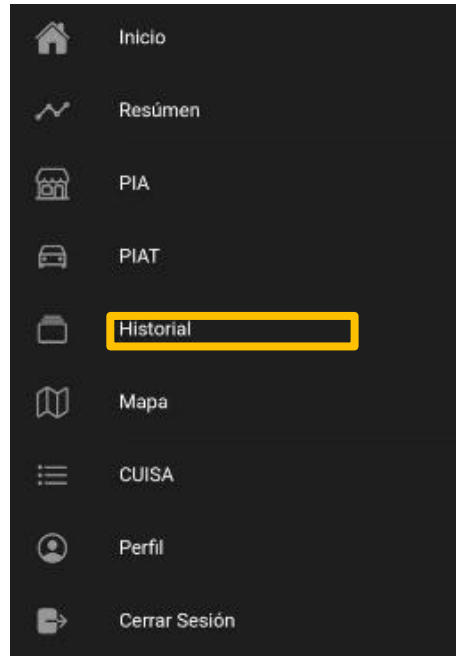 Inicio
Resúmen
PIA
PIAT
Historial
Mapa
CUISA
Perfil
Cerrar Sesión